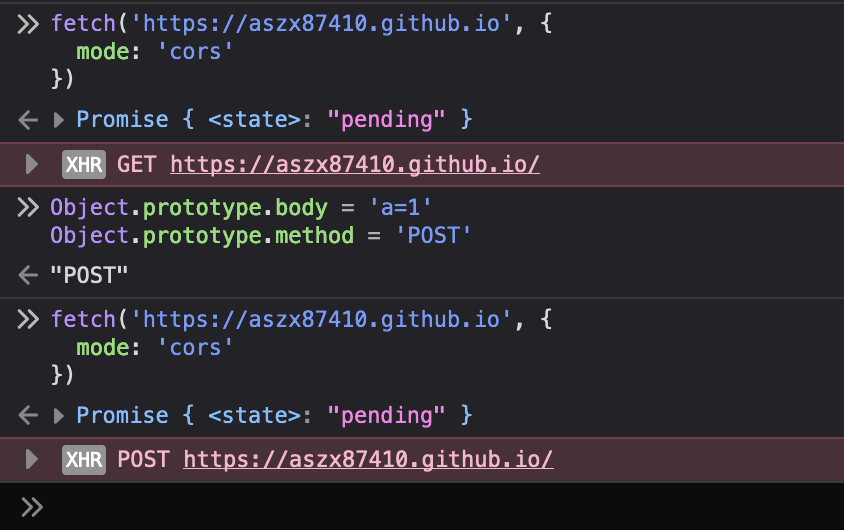 » fetch('https://aszx87410.github.io', {
mode: 'cors'
})
← ▶ Promise { <state>: "pending" }
▶ XHR GET https://aszx87410.github.io/
» Object.prototype.body = 'a=1'
Object.prototype.method = 'POST'
← "POST"
» fetch('https://aszx87410.github.io', {
mode: 'cors'
})
← ▶ Promise { <state>: "pending" }
▶ XHR POST https://aszx87410.github.io/
»